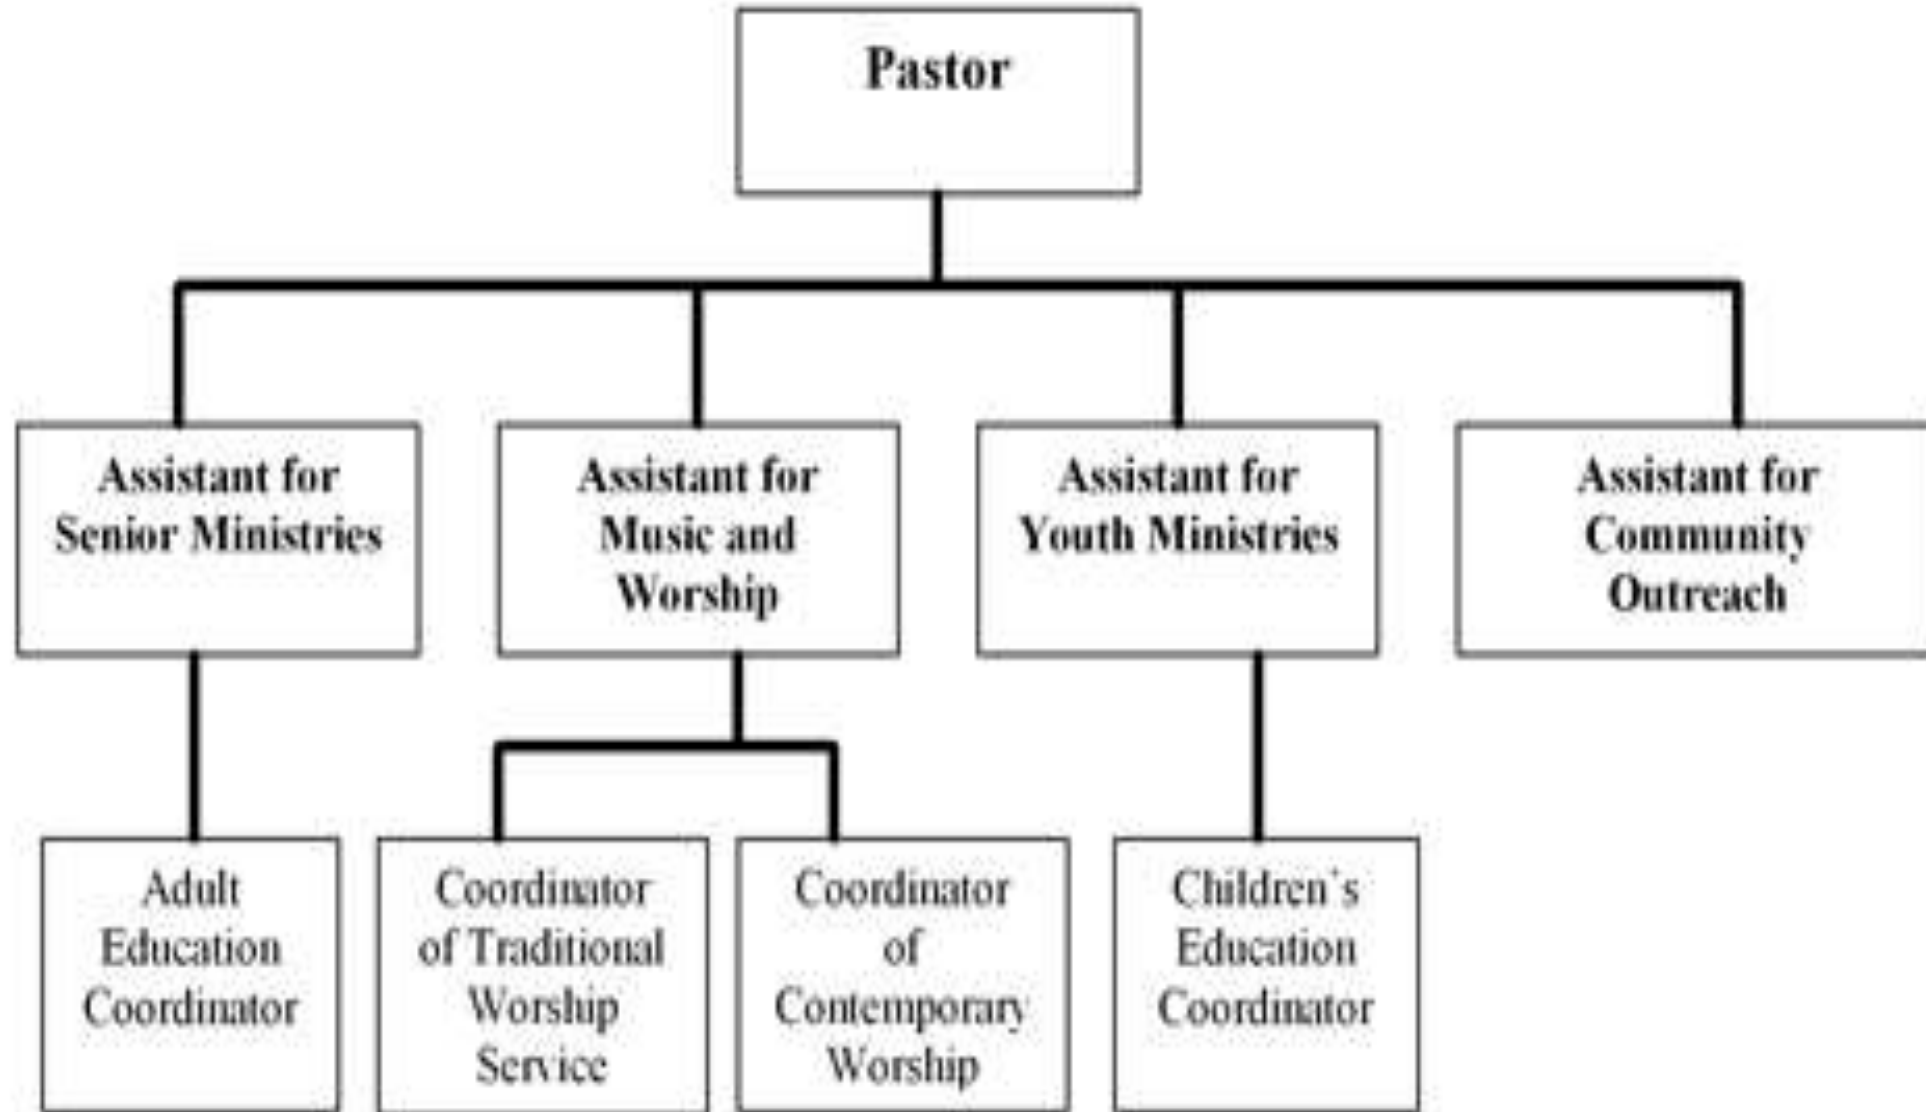 Pastor
Assistant for
Senior Ministries
Assistant for
Music and
Worship
Assistant for
Youth Ministries
Assistant for
Community
Outreach
Adult
Education
Coordinator
Coordinator
of Traditional
Worship
Service
Coordinator
of
Contemporary
Worship
Children's
Education
Coordinator